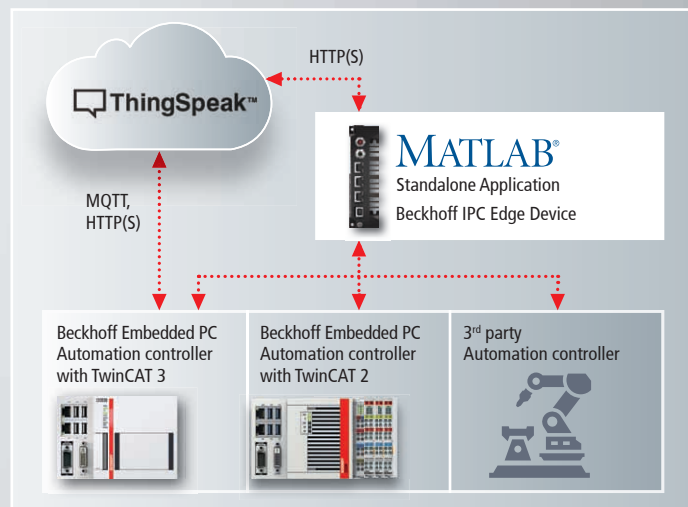 HTTP(S)
ThingSpeak™
MATLAB®
Standalone Application
Beckhoff IPC Edge Device
MQTT,
HTTP(S)
Beckhoff Embedded PC
Automation controller
with TwinCAT 3
Beckhoff Embedded PC
Automation controller
with TwinCAT 2
3rd party
Automation controller